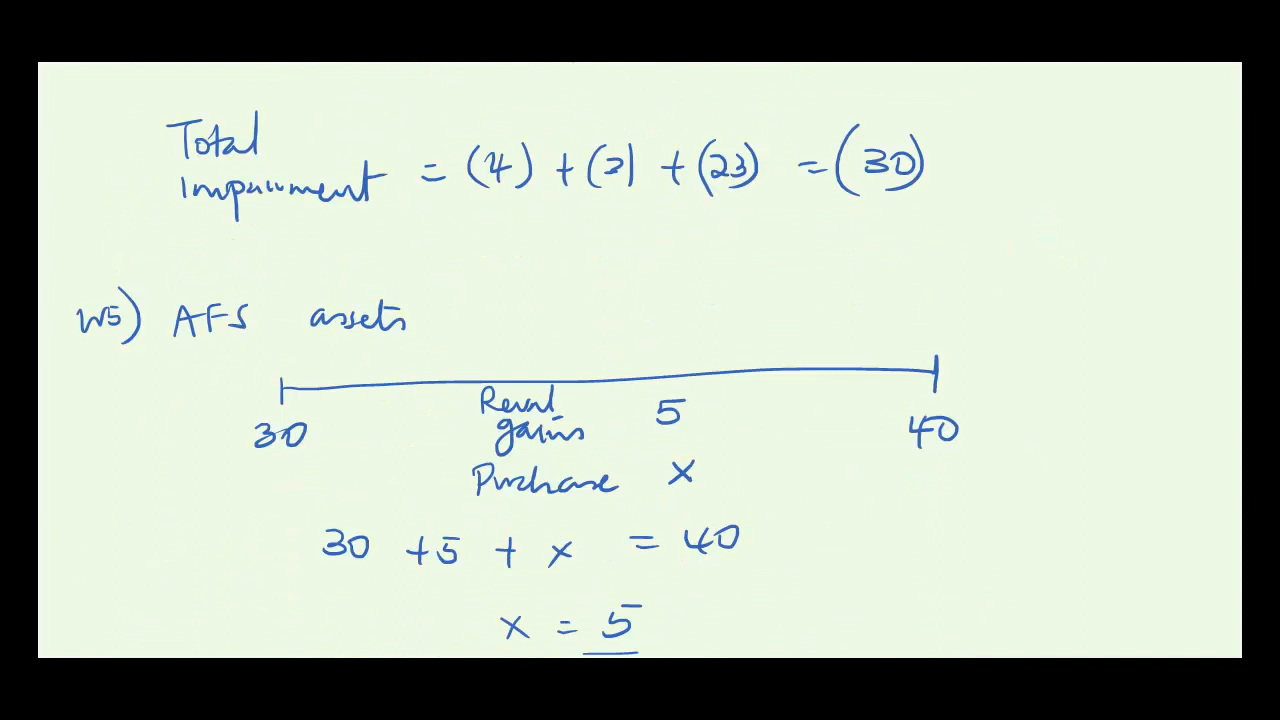 Total
impairment = (4) + (3) + (23) = (30)
W5) AFS assets
30 Reval gains 5 40
Purchase x
30 + 5 + x = 40
x = 5